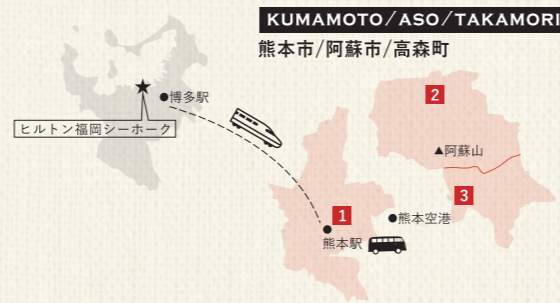 KUMAMOTO/ASO/TAKAMORI
熊本市/阿蘇市/高森町
博多駅
ヒルトン福岡シーホーク
2
阿蘇山
3
1
熊本空港
熊本駅